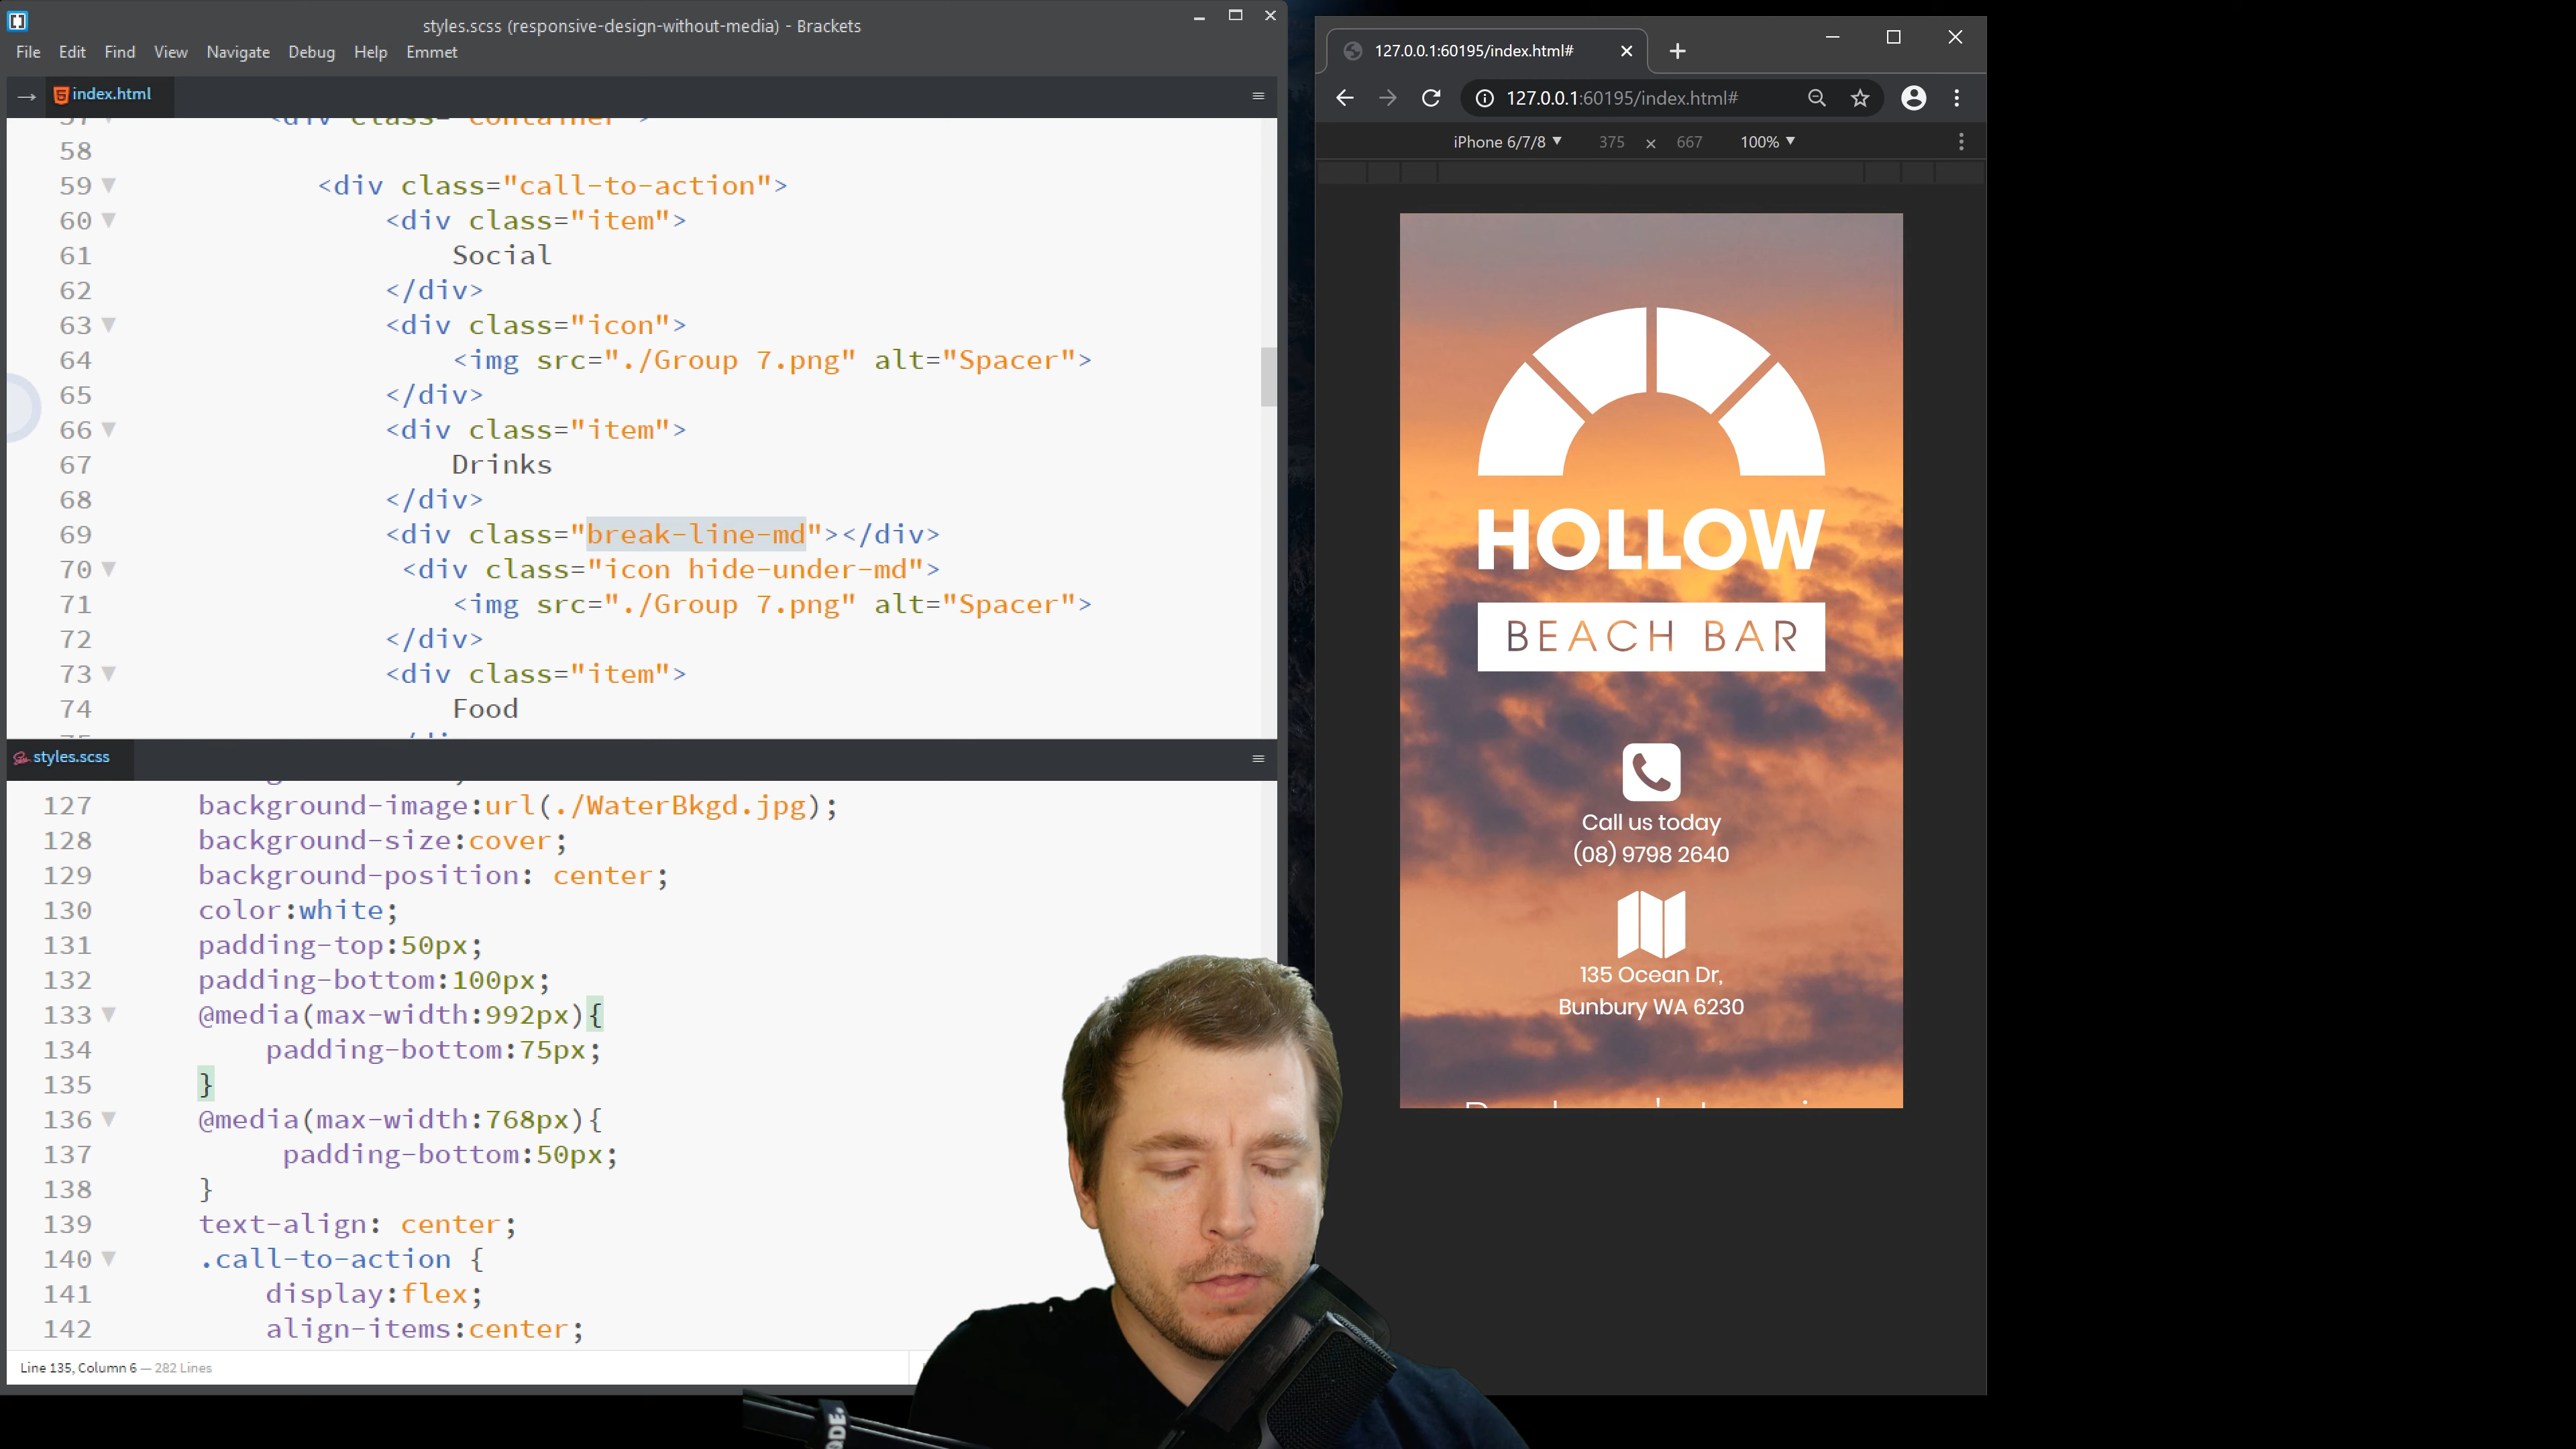 styles.scss (responsive-design-without-media) - Brackets
File Edit Find View Navigate Debug Help Emmet
index.html
57 <div class="container">
58
59 <div class="call-to-action">
60 <div class="item">
61 Social
62 </div>
63 <div class="icon">
64 <img src="./Group 7.png" alt="Spacer">
65 </div>
66 <div class="item">
67 Drinks
68 </div>
69 <div class="break-line-md"></div>
70 <div class="icon hide-under-md">
71 <img src="./Group 7.png" alt="Spacer">
72 </div>
73 <div class="item">
74 Food
75 </div>
styles.scss
127 background-image:url(./WaterBkgd.jpg);
128 background-size:cover;
129 background-position: center;
130 color:white;
131 padding-top:50px;
132 padding-bottom:100px;
133 @media(max-width:992px){
134 padding-bottom:75px;
135 }
136 @media(max-width:768px){
137 padding-bottom:50px;
138 }
139 text-align: center;
140 .call-to-action {
141 display:flex;
142 align-items:center;
Line 135, Column 6 — 282 Lines
127.0.0.1:60195/index.html#
127.0.0.1:60195/index.html#
iPhone 6/7/8 ▼ 375 × 667 100% ▼
HOLLOW
BEACH BAR
Call us today
(08) 9798 2640
135 Ocean Dr,
Bunbury WA 6230